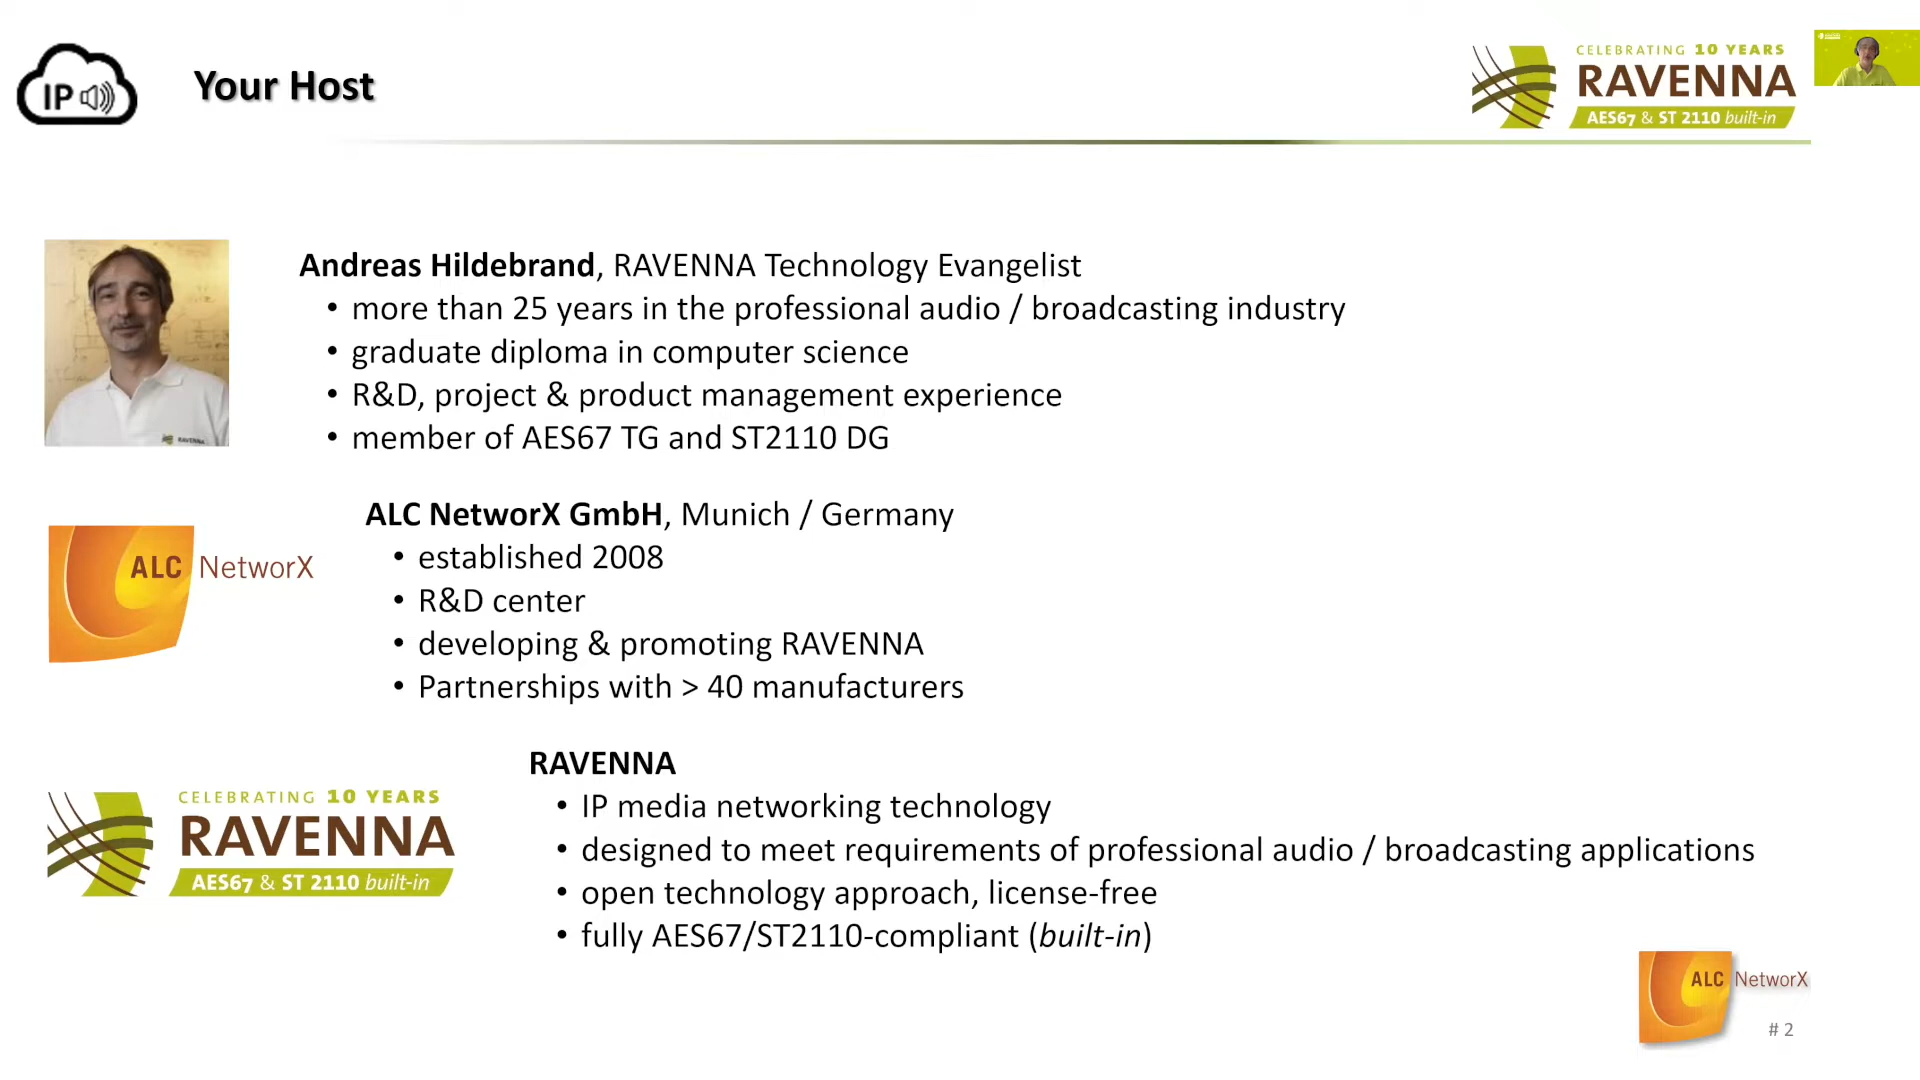 IP
Your Host
CELEBRATING 10 YEARS
RAVENNA
AES67 & ST 2110 built-in
Andreas Hildebrand, RAVENNA Technology Evangelist
• more than 25 years in the professional audio / broadcasting industry
• graduate diploma in computer science
• R&D, project & product management experience
• member of AES67 TG and ST2110 DG
RAVENNA
ALC NetworX
ALC NetworX GmbH, Munich / Germany
• established 2008
• R&D center
• developing & promoting RAVENNA
• Partnerships with > 40 manufacturers
CELEBRATING 10 YEARS
RAVENNA
AES67 & ST 2110 built-in
RAVENNA
• IP media networking technology
• designed to meet requirements of professional audio / broadcasting applications
• open technology approach, license-free
• fully AES67/ST2110-compliant (built-in)
ALC NetworX
# 2